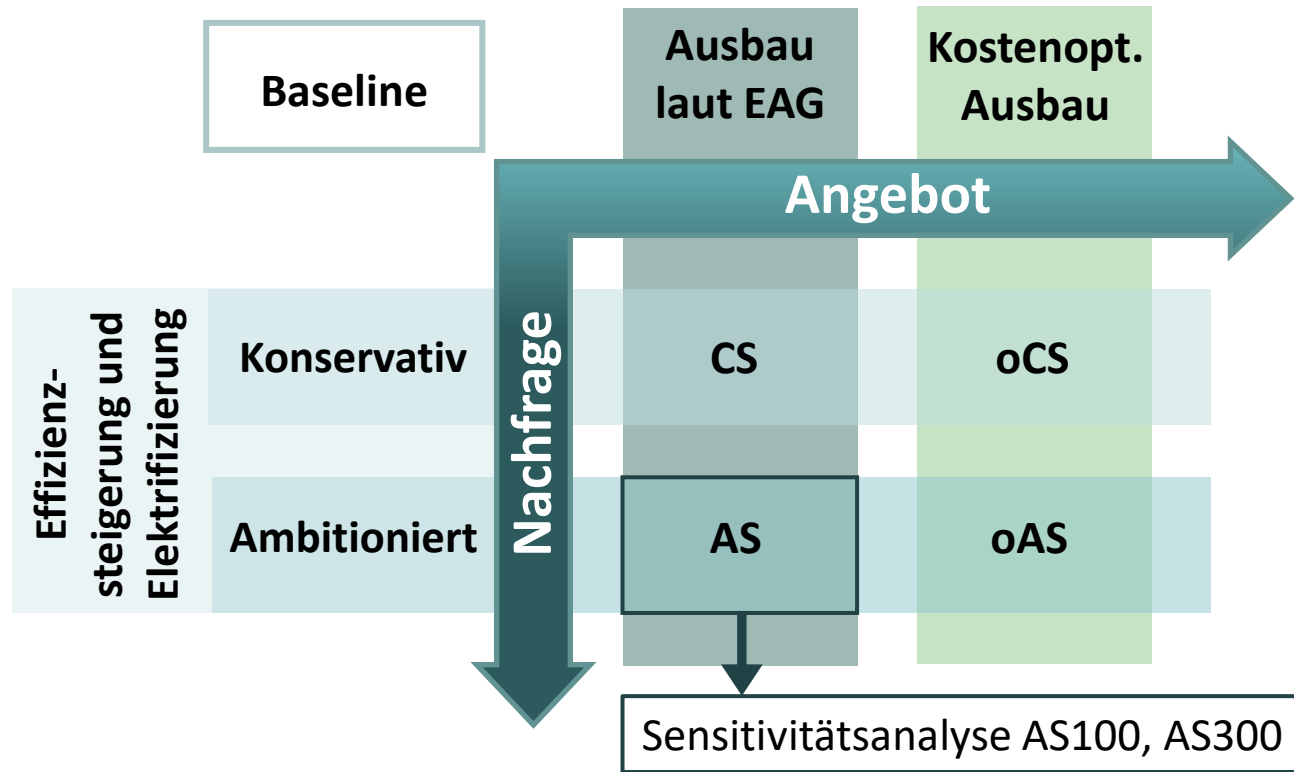 Baseline
Ausbau
laut EAG
Kostenopt.
Ausbau
Angebot
Nachfrage
Effizienz-
steigerung und
Elektrifizierung
Konservativ
CS
oCS
Ambitioniert
AS
oAS
Sensitivitätsanalyse AS100, AS300